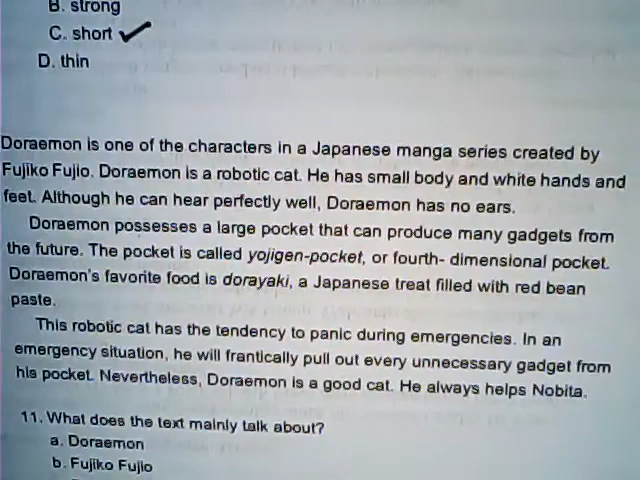 B. strong
C. short
D. thin
Doraemon is one of the characters in a Japanese manga series created by
Fujiko Fujio. Doraemon is a robotic cat. He has small body and white hands and
feet. Although he can hear perfectly well, Doraemon has no ears.
Doraemon possesses a large pocket that can produce many gadgets from
the future. The pocket is called yojigen-pocket, or fourth- dimensional pocket.
Doraemon's favorite food is dorayaki, a Japanese treat filled with red bean
paste.
This robotic cat has the tendency to panic during emergencies. In an
emergency situation, he will frantically pull out every unnecessary gadget from
his pocket. Nevertheless, Doraemon is a good cat. He always helps Nobita.
11. What does the text mainly talk about?
a. Doraemon
b. Fujiko Fujio